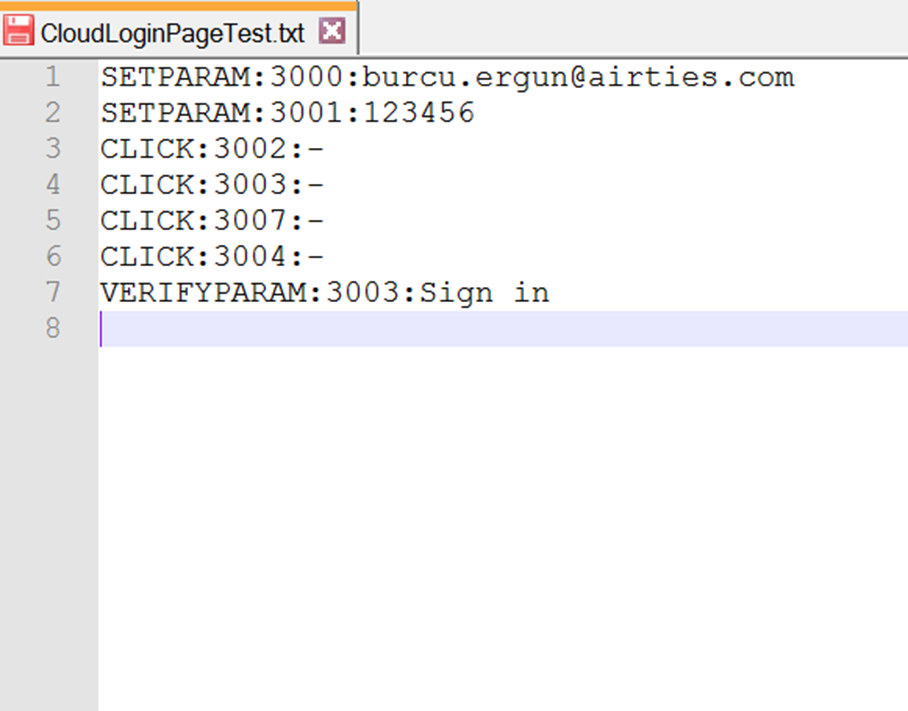 CloudLoginPageTest.txt
1 SETPARAM:3000:burcu.ergun@airties.com
2 SETPARAM:3001:123456
3 CLICK:3002:-
4 CLICK:3003:-
5 CLICK:3007:-
6 CLICK:3004:-
7 VERIFYPARAM:3003:Sign in
8